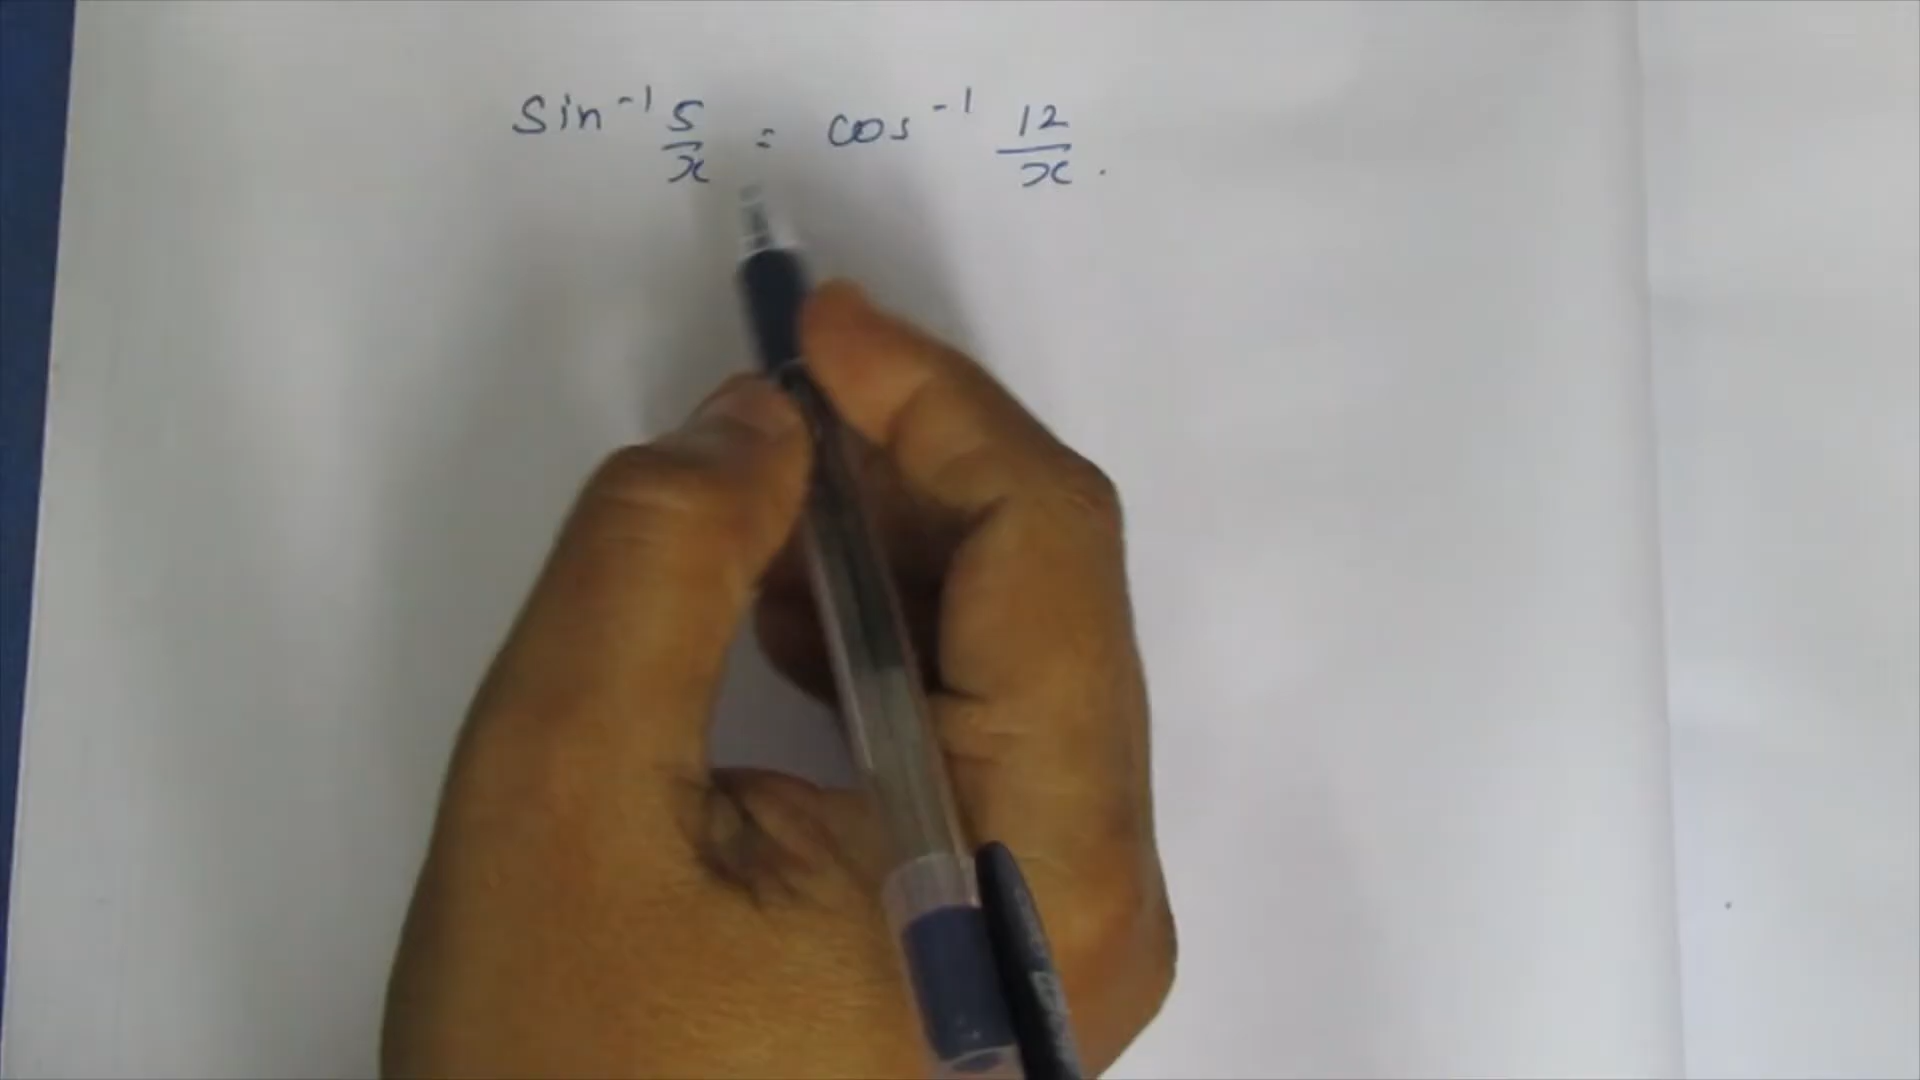 Sin⁻¹ 5/x = cos⁻¹ 12/x.